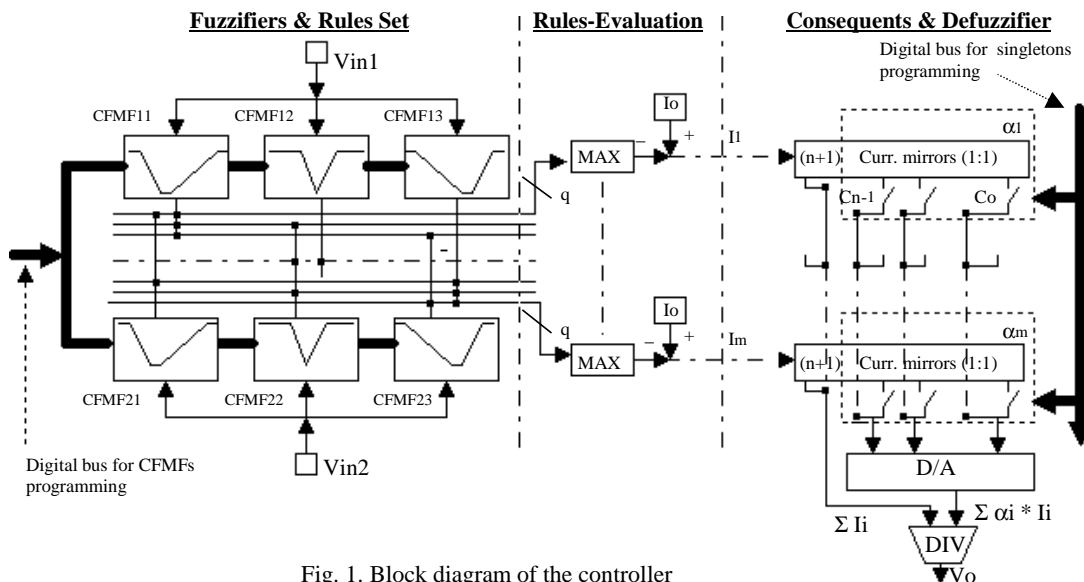 Fuzzifiers & Rules Set
Rules-Evaluation
Consequents & Defuzzifier
Digital bus for singletons
programming
Vin1
CFMF11
CFMF12
CFMF13
Io
α1
MAX
−
+
I1
(n+1)
Curr. mirrors (1:1)
q
Cn-1
Co
-
Io
αm
q
MAX
−
+
Im
(n+1)
Curr. mirrors (1:1)
CFMF21
CFMF22
CFMF23
Vin2
Digital bus for CFMFs
programming
D/A
Σ Ii
Σ αi * Ii
DIV
Vo
Fig. 1. Block diagram of the controller